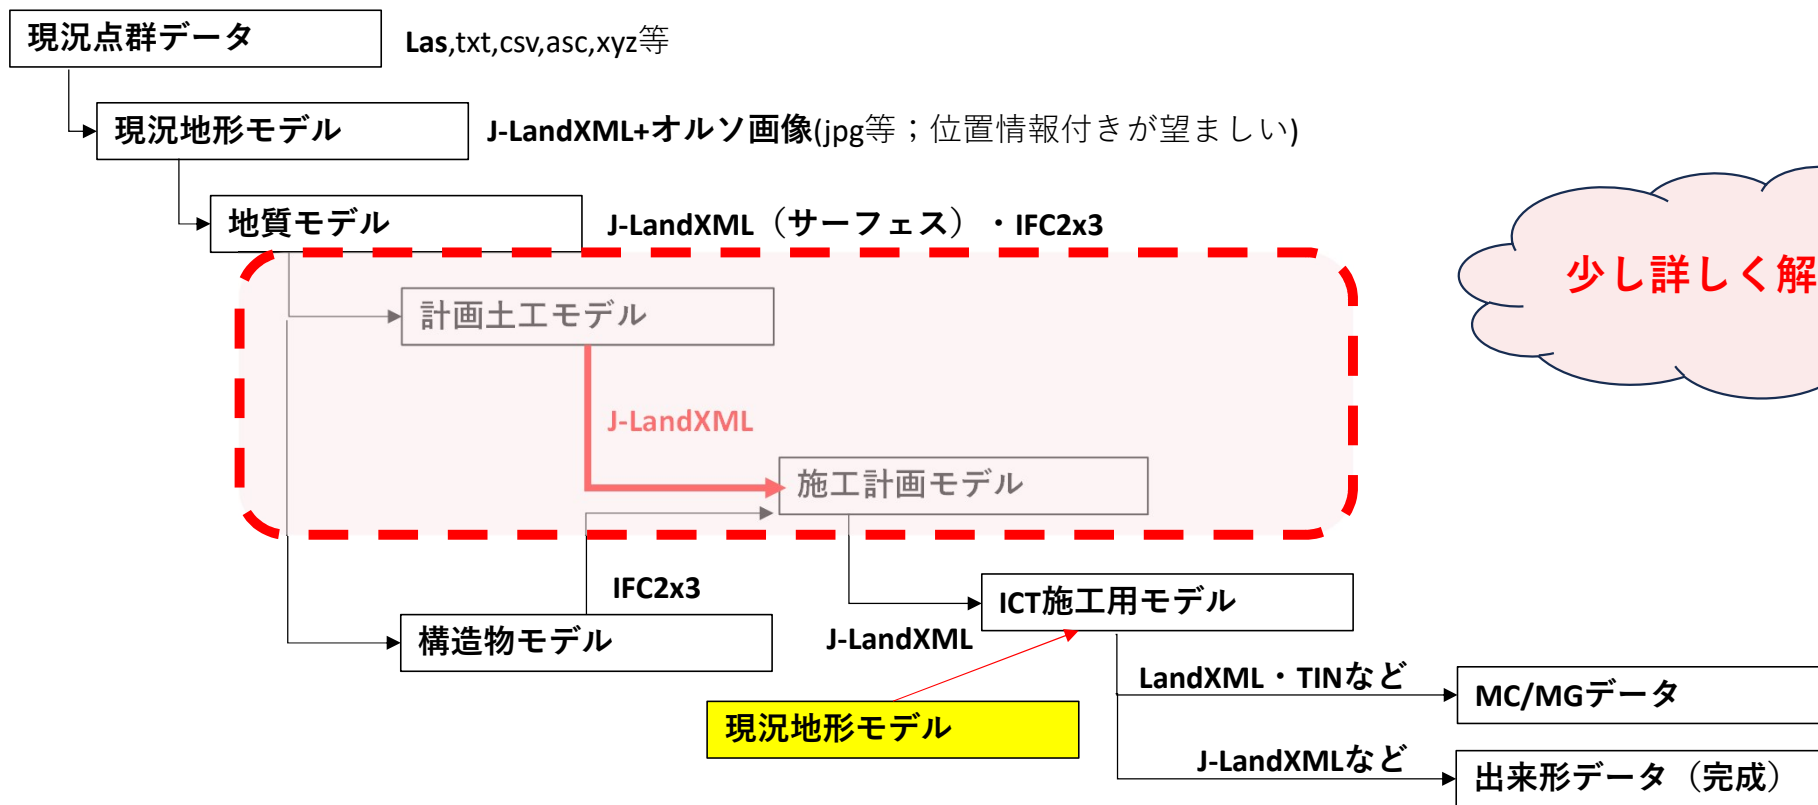 現況点群データ
Las,txt,csv,asc,xyz等
現況地形モデル
J-LandXML+オルソ画像(jpg等；位置情報付きが望ましい)
地質モデル
J-LandXML（サーフェス）・IFC2x3
少し詳しく解
計画土工モデル
J-LandXML
施工計画モデル
IFC2x3
構造物モデル
ICT施工用モデル
J-LandXML
現況地形モデル
LandXML・TINなど
MC/MGデータ
J-LandXMLなど
出来形データ（完成）